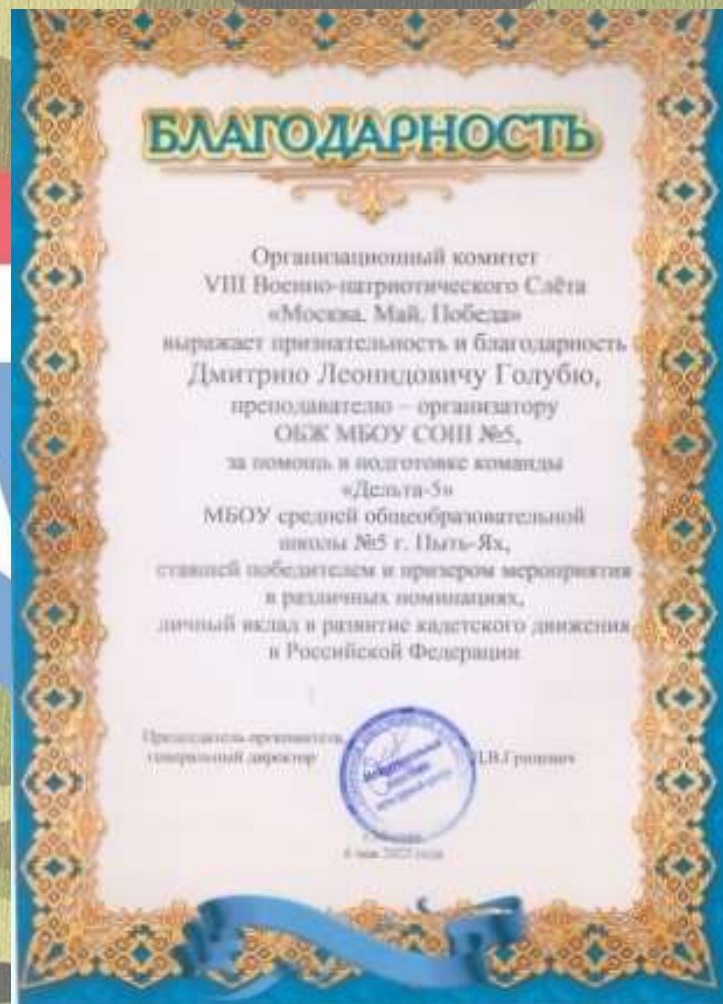 БЛАГОДАРНОСТЬ
Организационный комитет
VIII Военно-патриотического Слёта
«Москва. Май. Победа»
выражает признательность и благодарность
Дмитрию Леонидовичу Голубю,
преподавателю – организатору
ОБЖ МБОУ СОШ №5,
за помощь в подготовке команды
«Дельта-5»
МБОУ средней общеобразовательной
школы №5 г. Пыть-Ях,
ставшей победителем и призером мероприятия
в различных номинациях,
личный вклад в развитие кадетского движения
в Российской Федерации
Председатель оргкомитета,
генеральный директор